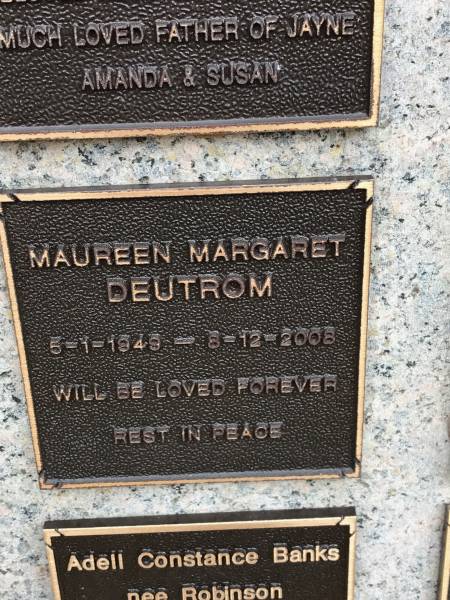 MUCH LOVED FATHER OF JAYNE
AMANDA & SUSAN
MAUREEN MARGARET
DEUTROM
5-1-1949 — 8-12-2008
WILL BE LOVED FOREVER
REST IN PEACE
Adell Constance Banks
nee Robinson